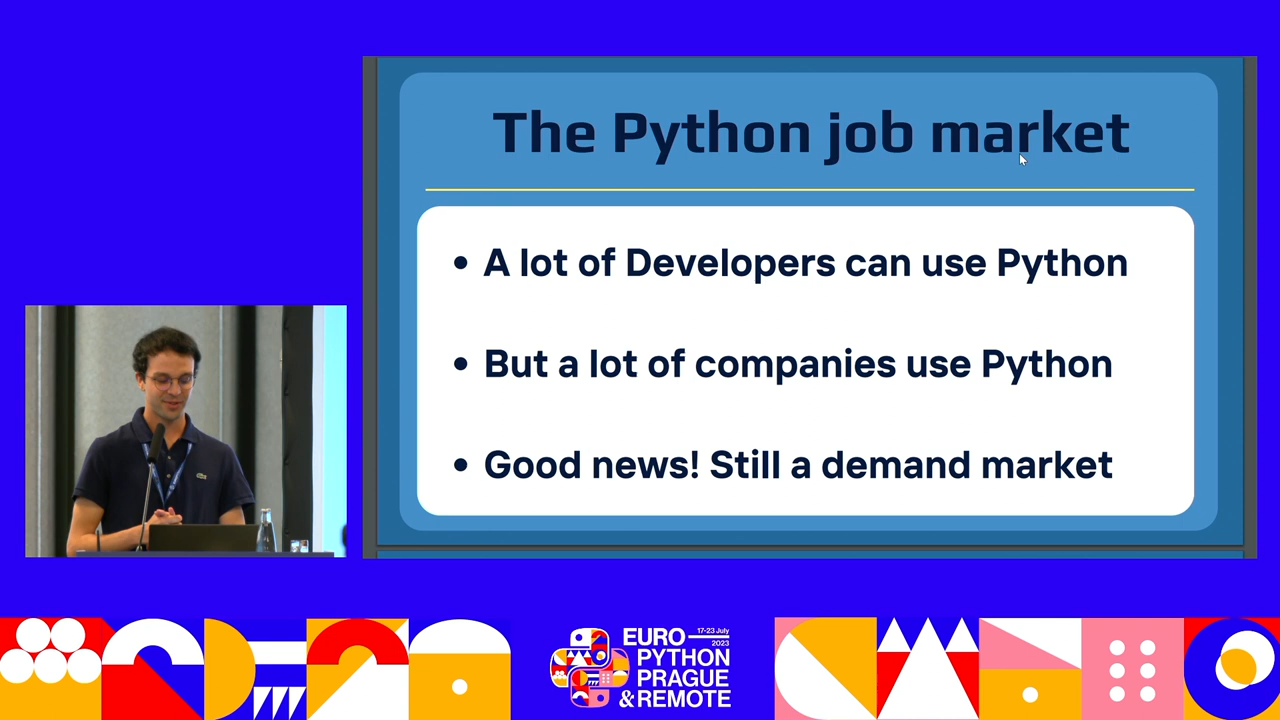 The Python job market
• A lot of Developers can use Python
• But a lot of companies use Python
• Good news! Still a demand market
EURO 17-23 July
2023
PYTHON
PRAGUE
& REMOTE